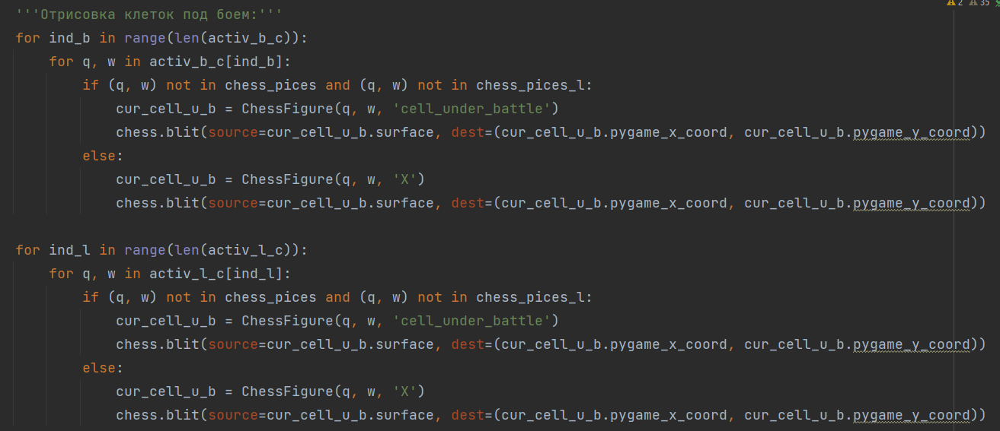 2 35
'''Отрисовка клеток под боем:'''
for ind_b in range(len(activ_b_c)):
    for q, w in activ_b_c[ind_b]:
        if (q, w) not in chess_pices and (q, w) not in chess_pices_l:
            cur_cell_u_b = ChessFigure(q, w, 'cell_under_battle')
            chess.blit(source=cur_cell_u_b.surface, dest=(cur_cell_u_b.pygame_x_coord, cur_cell_u_b.pygame_y_coord))
        else:
            cur_cell_u_b = ChessFigure(q, w, 'X')
            chess.blit(source=cur_cell_u_b.surface, dest=(cur_cell_u_b.pygame_x_coord, cur_cell_u_b.pygame_y_coord))
for ind_l in range(len(activ_l_c)):
    for q, w in activ_l_c[ind_l]:
        if (q, w) not in chess_pices and (q, w) not in chess_pices_l:
            cur_cell_u_b = ChessFigure(q, w, 'cell_under_battle')
            chess.blit(source=cur_cell_u_b.surface, dest=(cur_cell_u_b.pygame_x_coord, cur_cell_u_b.pygame_y_coord))
        else:
            cur_cell_u_b = ChessFigure(q, w, 'X')
            chess.blit(source=cur_cell_u_b.surface, dest=(cur_cell_u_b.pygame_x_coord, cur_cell_u_b.pygame_y_coord))